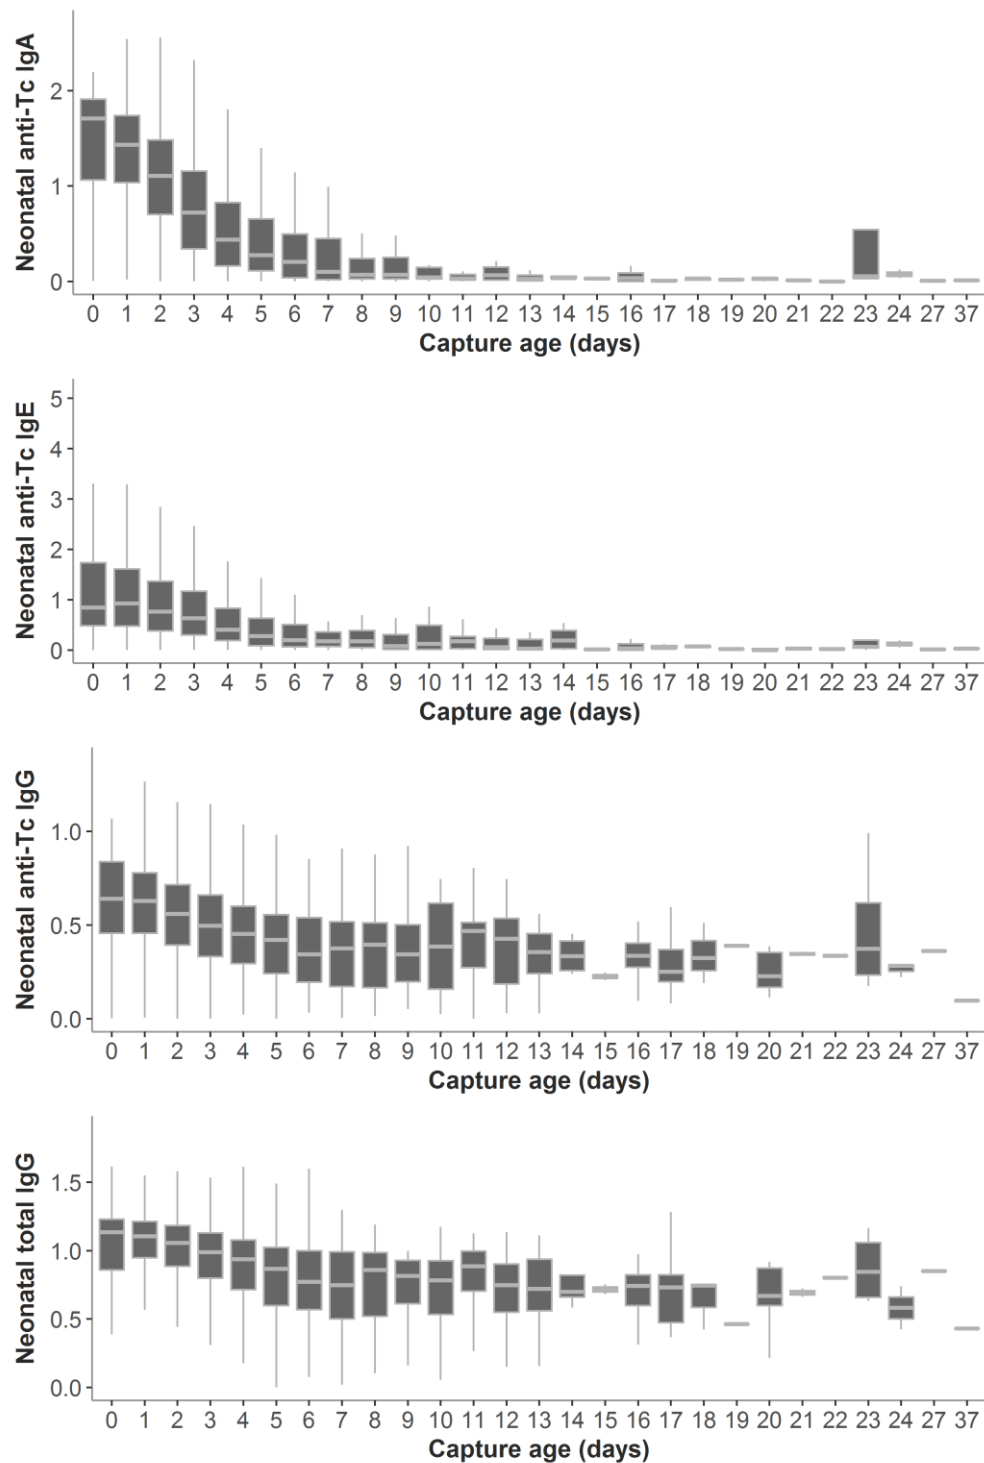 Neonatal anti-Tc IgA
2
1
0
0 1 2 3 4 5 6 7 8 9 10 11 12 13 14 15 16 17 18 19 20 21 22 23 24 27 37
Capture age (days)
Neonatal anti-Tc IgE
5
4
3
2
1
0
0 1 2 3 4 5 6 7 8 9 10 11 12 13 14 15 16 17 18 19 20 21 22 23 24 27 37
Capture age (days)
Neonatal anti-Tc IgG
1.0
0.5
0.0
0 1 2 3 4 5 6 7 8 9 10 11 12 13 14 15 16 17 18 19 20 21 22 23 24 27 37
Capture age (days)
Neonatal total IgG
1.5
1.0
0.5
0.0
0 1 2 3 4 5 6 7 8 9 10 11 12 13 14 15 16 17 18 19 20 21 22 23 24 27 37
Capture age (days)